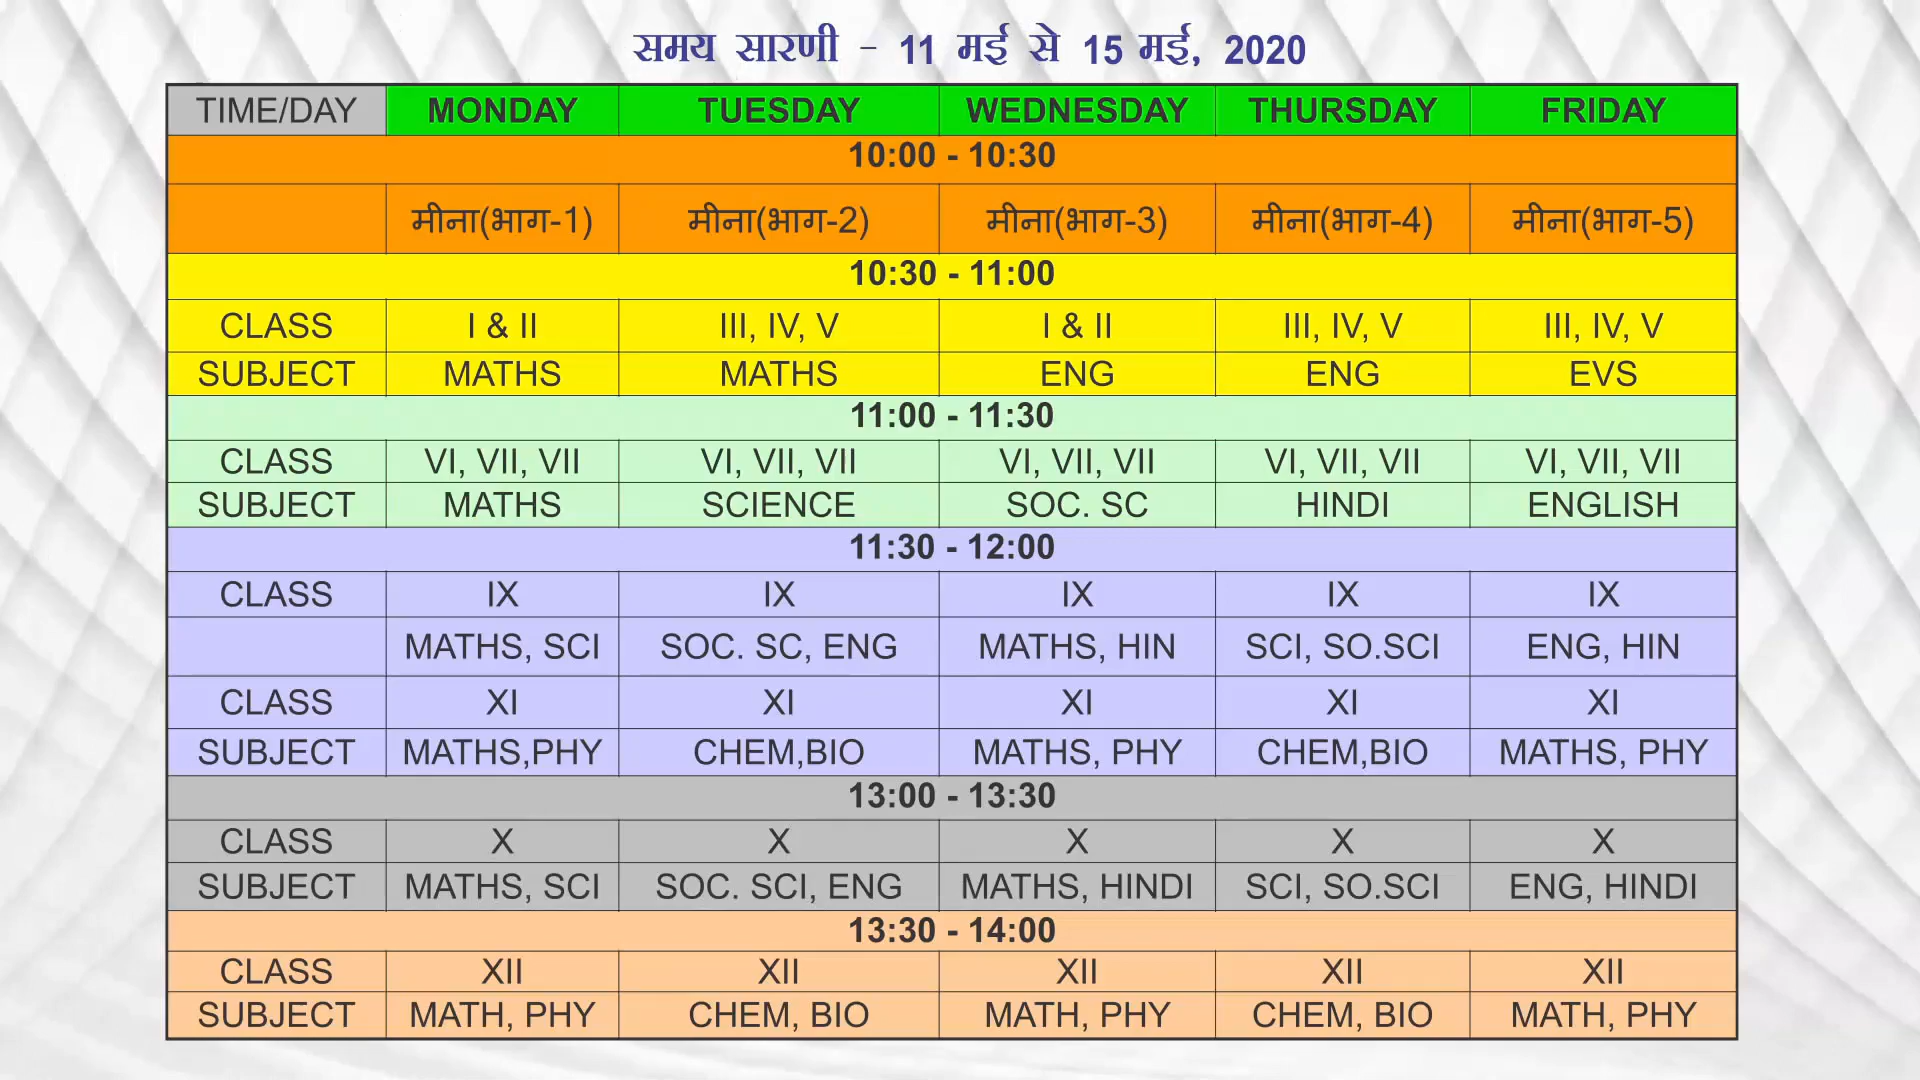 समय सारणी - 11 मई से 15 मई, 2020
TIME/DAY MONDAY TUESDAY WEDNESDAY THURSDAY FRIDAY
10:00 - 10:30
मीना(भाग-1) मीना(भाग-2) मीना(भाग-3) मीना(भाग-4) मीना(भाग-5)
10:30 - 11:00
CLASS I & II III, IV, V I & II III, IV, V III, IV, V
SUBJECT MATHS MATHS ENG ENG EVS
11:00 - 11:30
CLASS VI, VII, VII VI, VII, VII VI, VII, VII VI, VII, VII VI, VII, VII
SUBJECT MATHS SCIENCE SOC. SC HINDI ENGLISH
11:30 - 12:00
CLASS IX IX IX IX IX
MATHS, SCI SOC. SC, ENG MATHS, HIN SCI, SO.SCI ENG, HIN
CLASS XI XI XI XI XI
SUBJECT MATHS,PHY CHEM,BIO MATHS, PHY CHEM,BIO MATHS, PHY
13:00 - 13:30
CLASS X X X X X
SUBJECT MATHS, SCI SOC. SCI, ENG MATHS, HINDI SCI, SO.SCI ENG, HINDI
13:30 - 14:00
CLASS XII XII XII XII XII
SUBJECT MATH, PHY CHEM, BIO MATH, PHY CHEM, BIO MATH, PHY